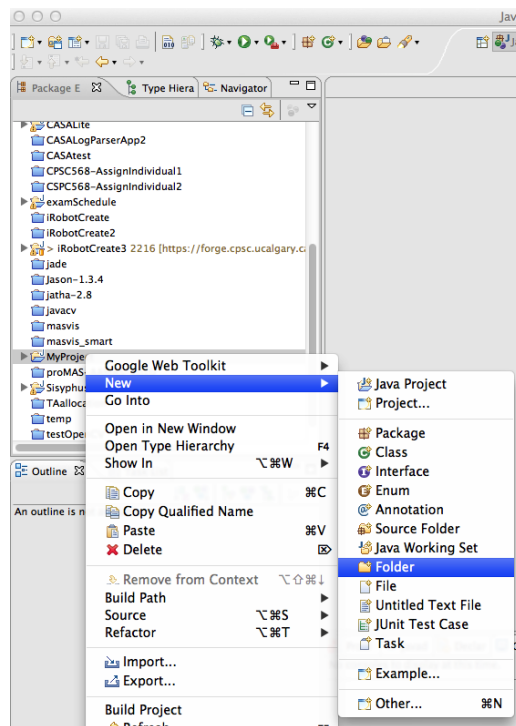 Jav
Package E
Type Hiera
Navigator
CASALite
CASALogParserApp2
CASAtest
CPSC568-AssignIndividual1
CSPC568-AssignIndividual2
examSchedule
iRobotCreate
iRobotCreate2
> iRobotCreate3 2216 [https://forge.cpsc.ucalgary.ca
jade
Jason-1.3.4
jatha-2.8
javacv
masvis
masvis_smart
MyProje
proMAS-
Sisyphus
TAalloca
temp
testOpe
Outline
An outline is n
Google Web Toolkit
New
Go Into
Open in New Window
Open Type Hierarchy F4
Show In ⌥⌘W
Copy ⌘C
Copy Qualified Name
Paste ⌘V
Delete ⌦
Remove from Context ⌥⇧⌘↓
Build Path
Source ⌥⌘S
Refactor ⌥⌘T
Import...
Export...
Build Project
Refresh F5
Java Project
Project...
Package
Class
Interface
Enum
Annotation
Source Folder
Java Working Set
Folder
File
Untitled Text File
JUnit Test Case
Task
Example...
Other... ⌘N